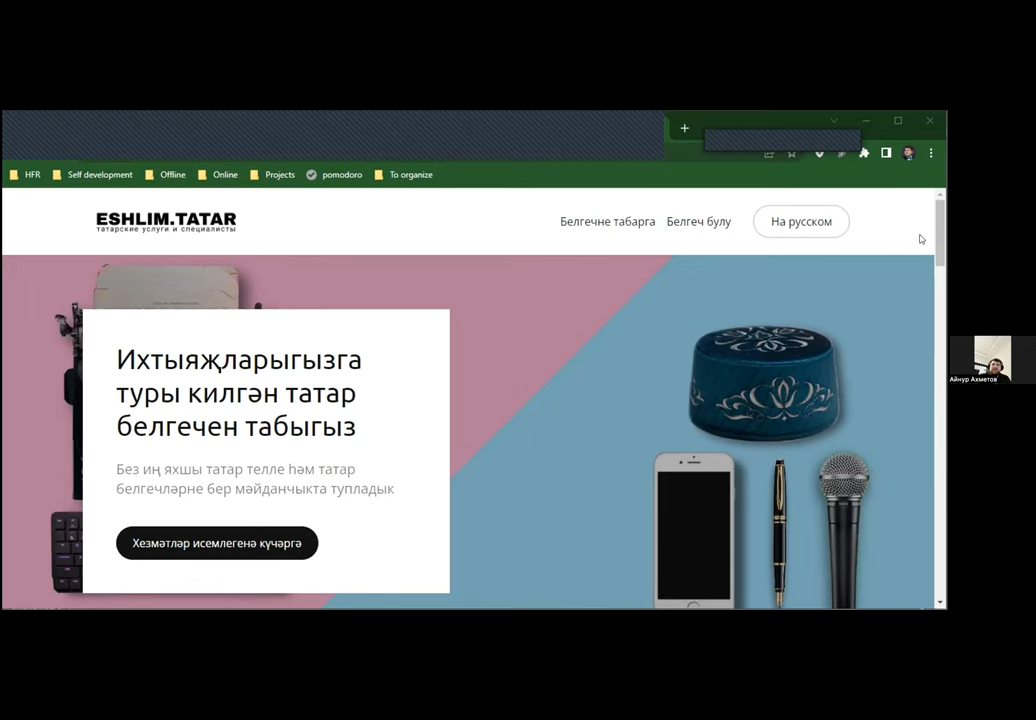 +
HFR Self development Offline Online Projects pomodoro To organize
ESHLIM.TATAR
татарские услуги и специалисты
Белгечне табарга Белгеч булу На русском
Ихтыяҗларыгызга
туры килгән татар
белгечен табыгыз
Без иң яхшы татар телле һәм татар
белгечләрне бер мәйданчыкта тупладык
Хезмәтләр исемлегенә күчәргә
Айнур Ахметов